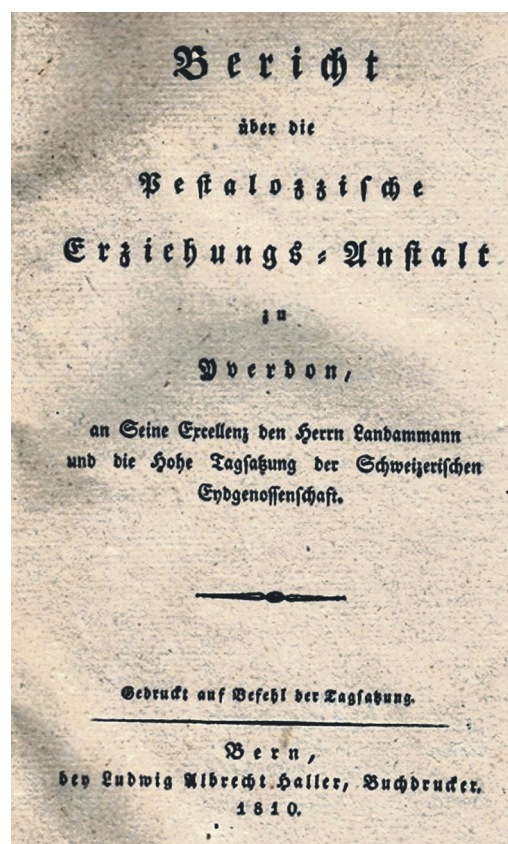 Bericht
über die
Pestalozzische
Erziehungs-Anstalt
zu
Yverdon,
an Seine Excellenz den Herrn Landammann
und die Hohe Tagsatzung der Schweizerischen
Eydgenossenschaft.
Gedruckt auf Befehl der Tagsatzung.
Bern,
bey Ludwig Albrecht Haller, Buchdrucker.
1810.